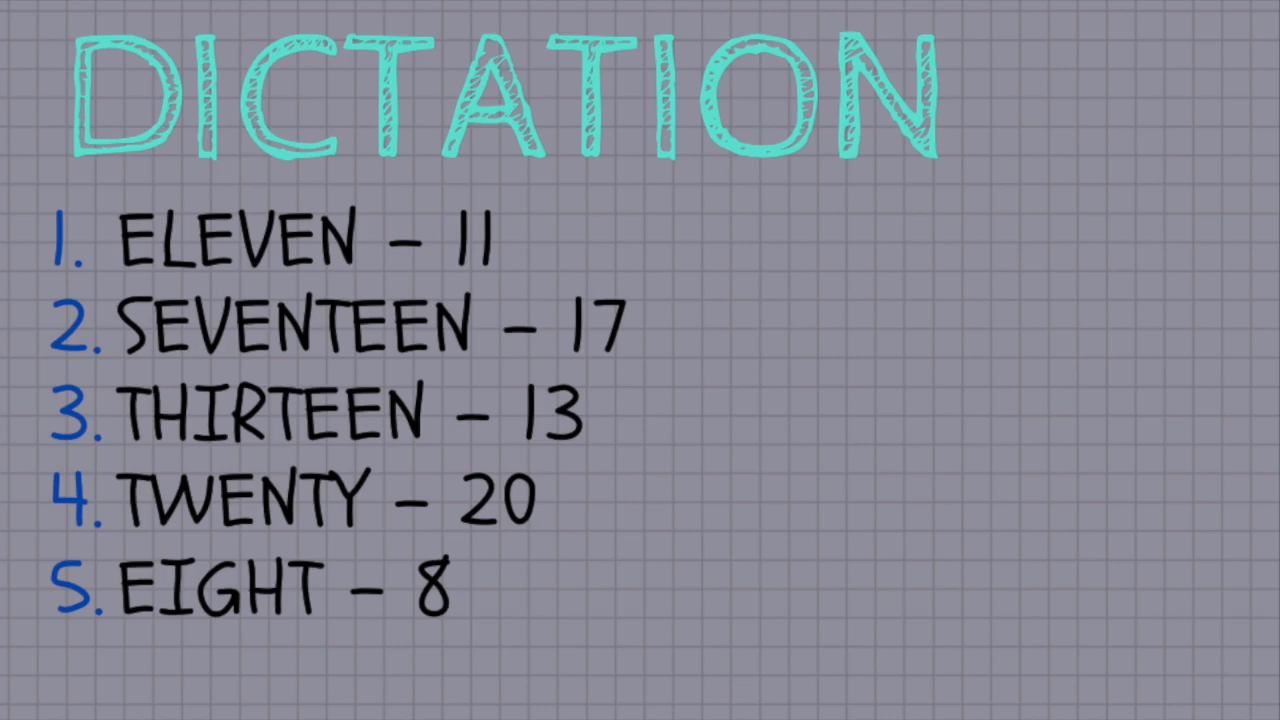 DICTATION
1. ELEVEN - 11
2. SEVENTEEN - 17
3. THIRTEEN - 13
4. TWENTY - 20
5. EIGHT - 8